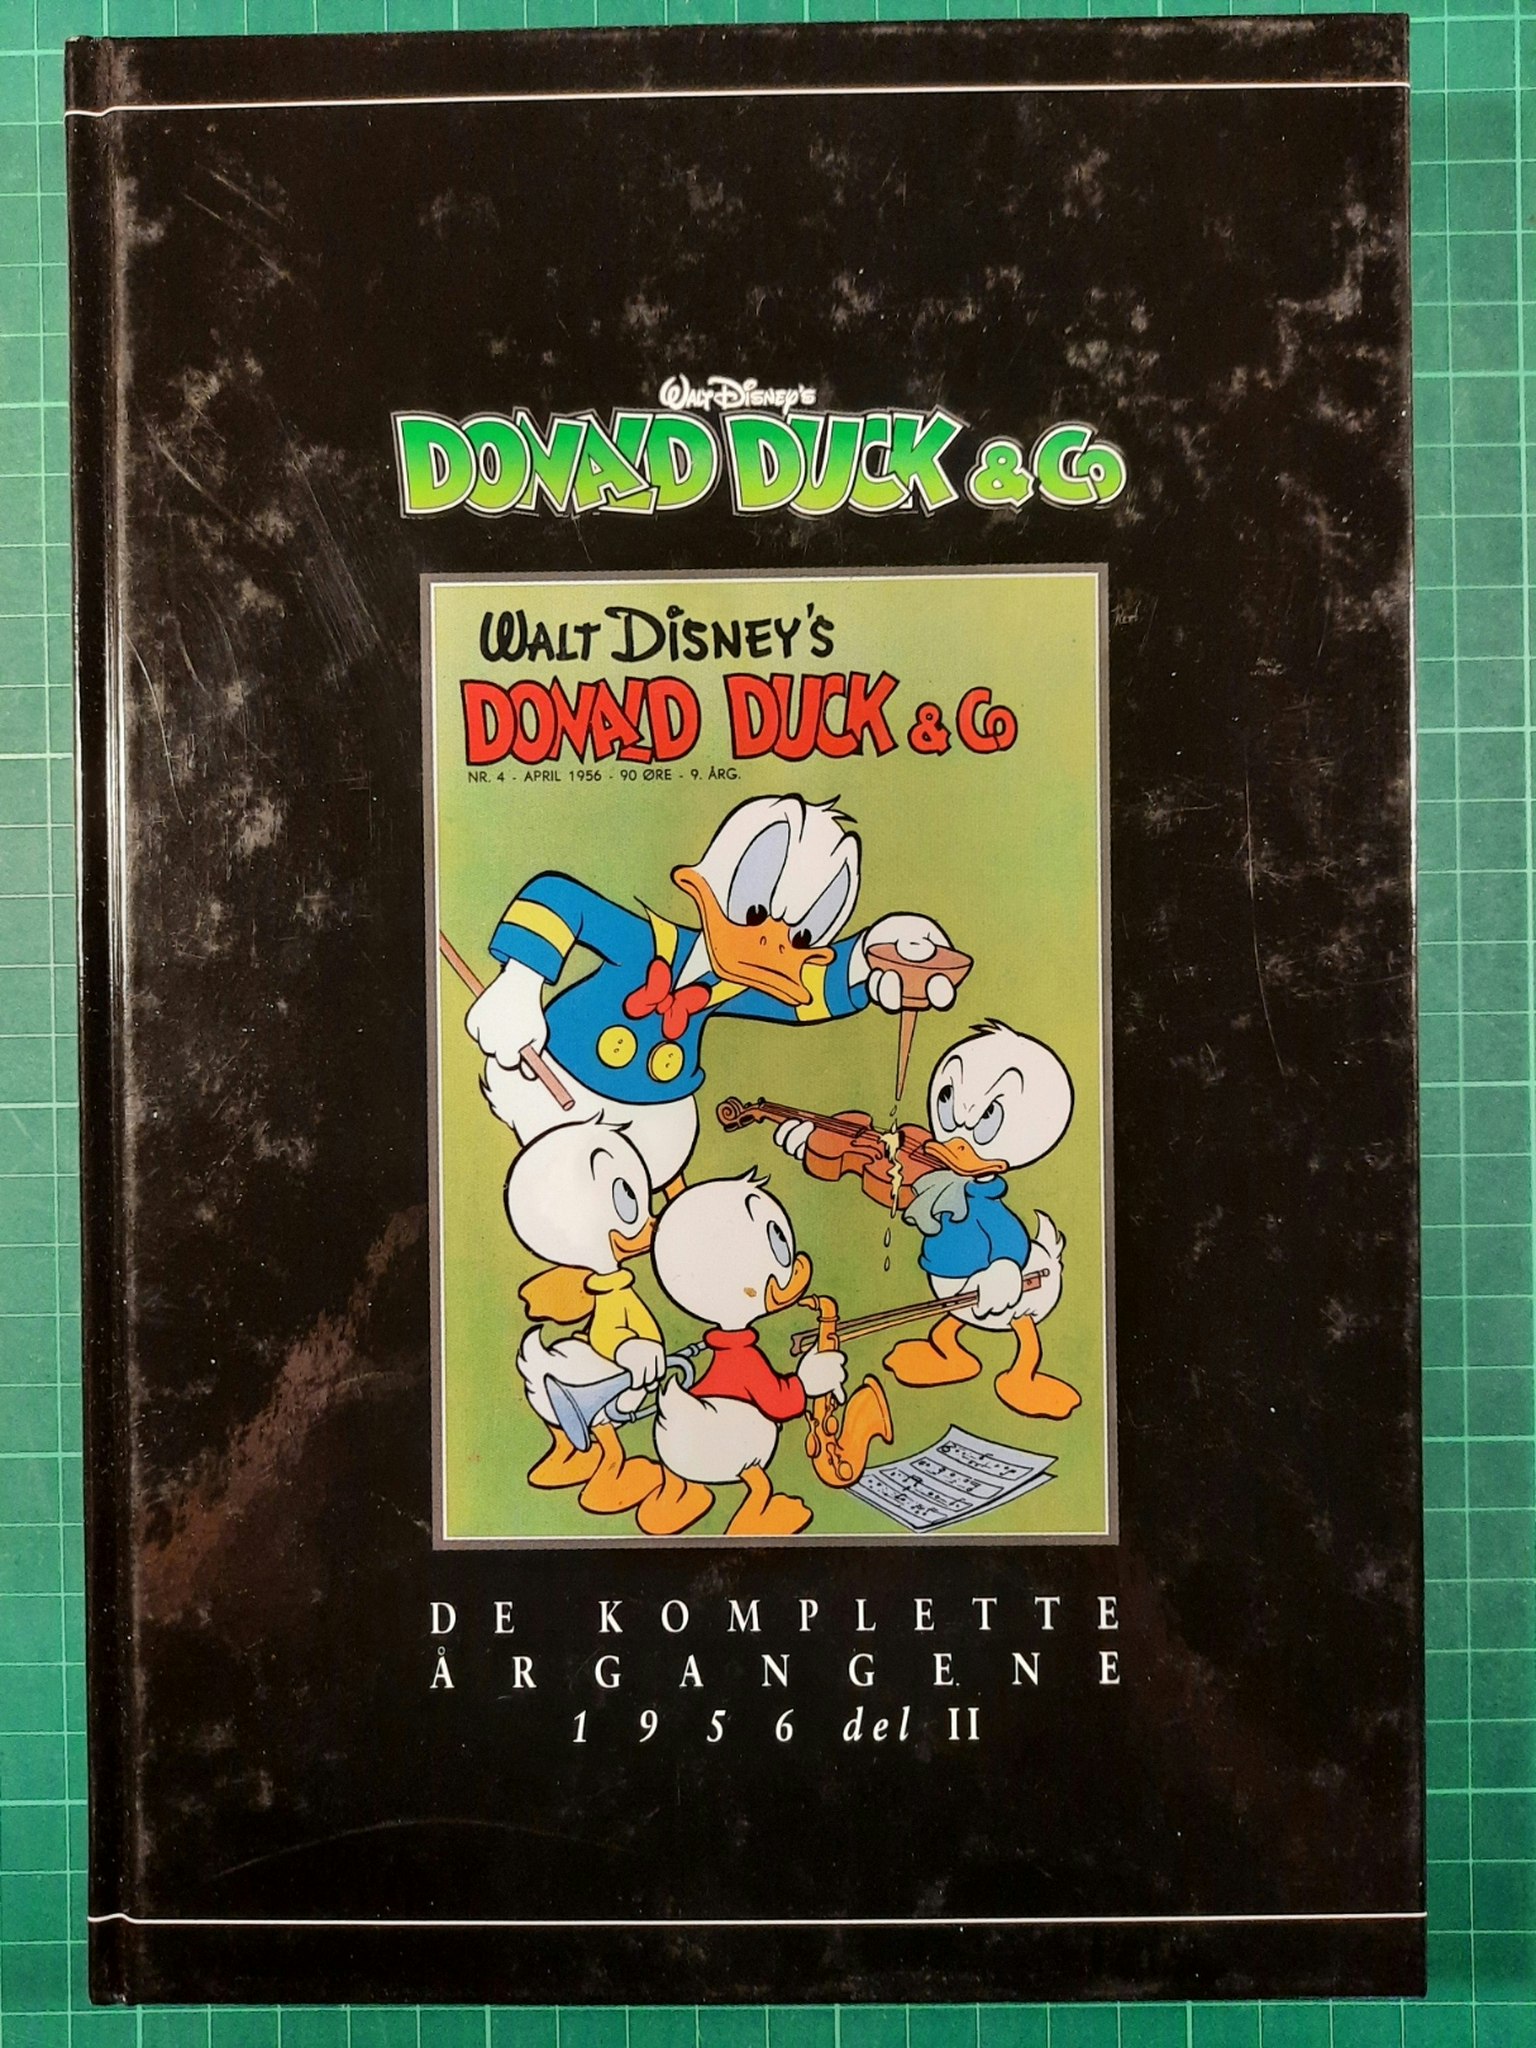 WALT DISNEY'S
DONALD DUCK & CO
WALT DISNEY'S
DONALD DUCK & CO
NR. 4 - APRIL 1956 - 90 ØRE - 9. ÅRG.
DE KOMPLETTE
ÅRGANGENE
1956 del II